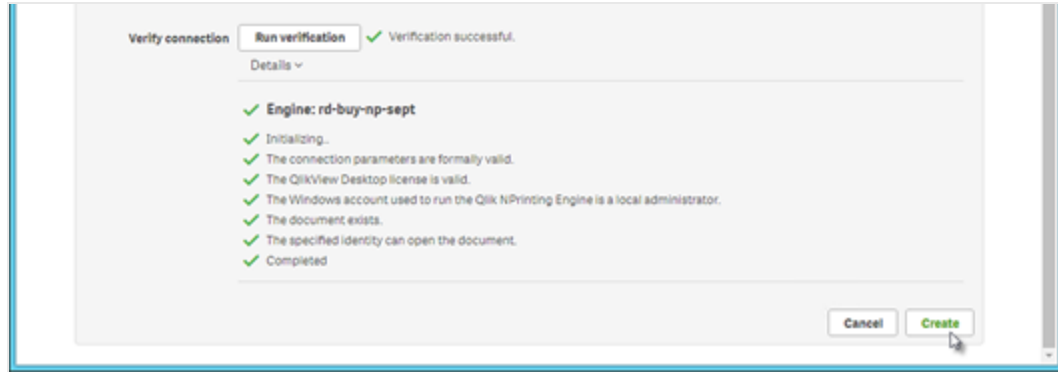 Verify connection Run verification Verification successful.
Details
Engine: rd-buy-np-sept
Initializing..
The connection parameters are formally valid.
The QlikView Desktop license is valid.
The Windows account used to run the Qlik NPrinting Engine is a local administrator.
The document exists.
The specified identity can open the document.
Completed
Cancel Create